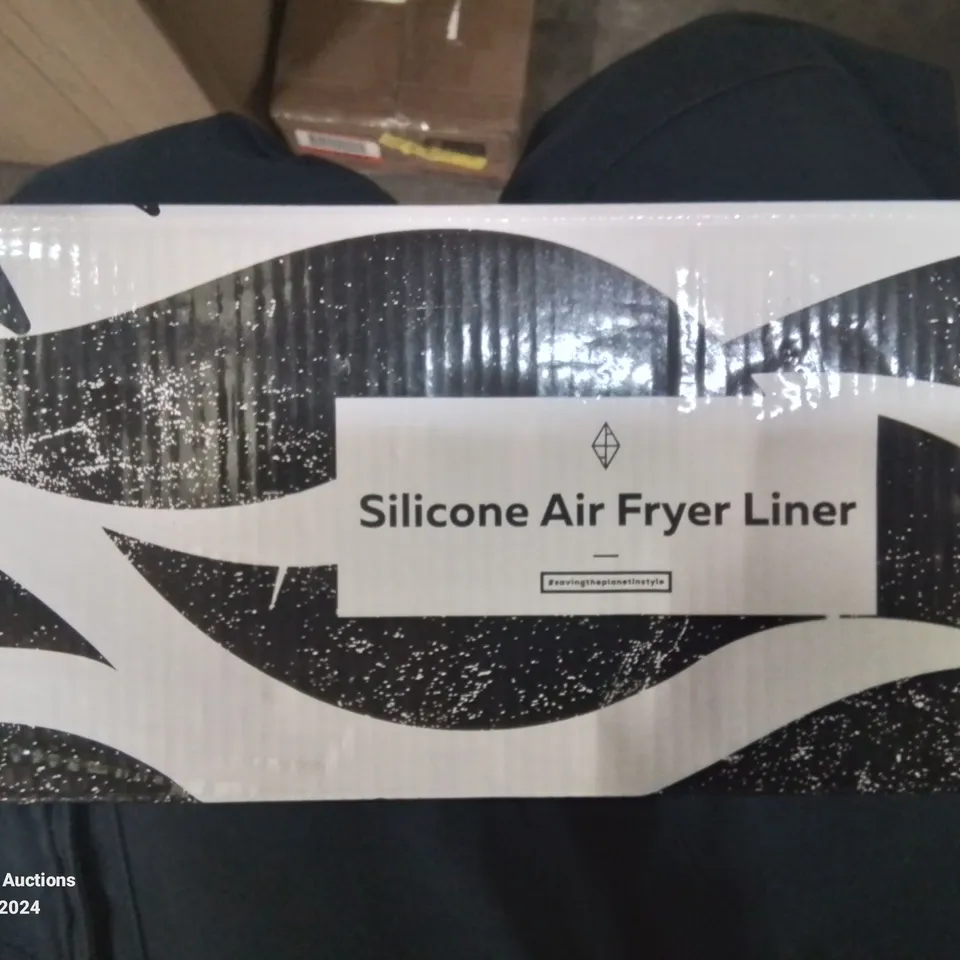 Silicone Air Fryer Liner
#savingtheplanetinstyle
Auctions
2024